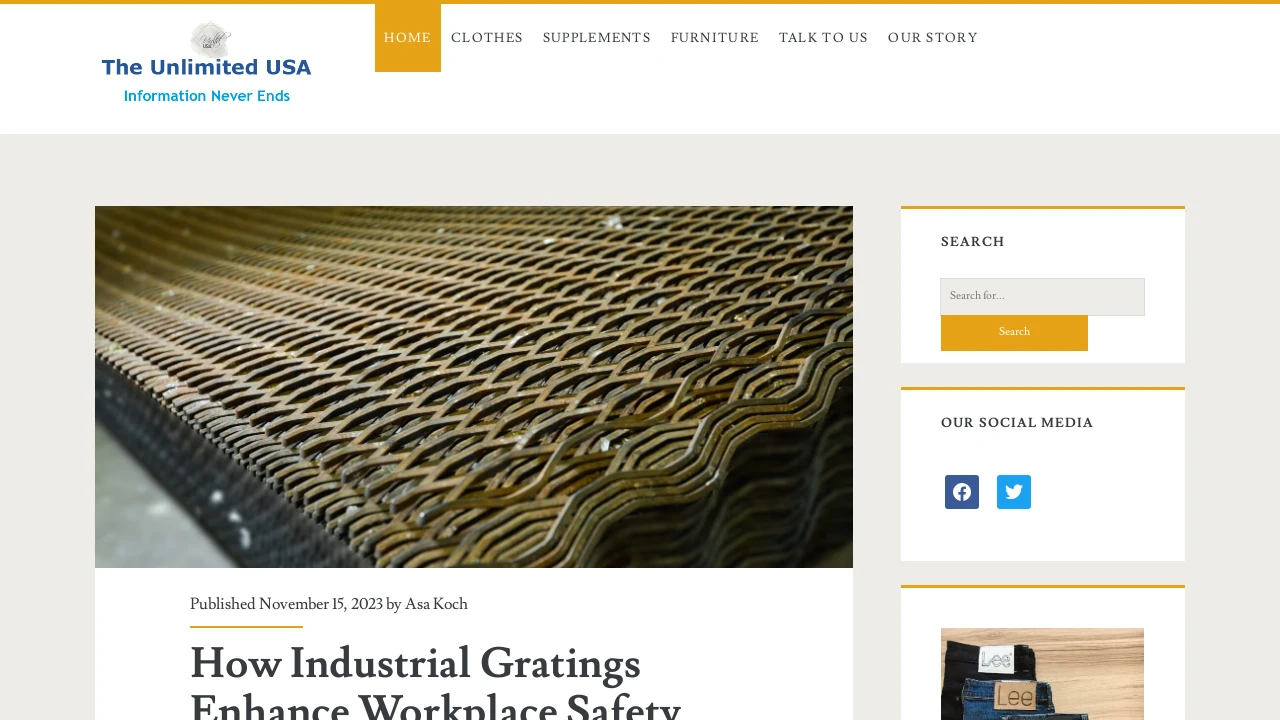 HOME
CLOTHES
SUPPLEMENTS
FURNITURE
TALK TO US
OUR STORY
USA
The Unlimited USA
Information Never Ends
SEARCH
Search for...
Search
OUR SOCIAL MEDIA
Lee
Lee
Published November 15, 2023 by Asa Koch
How Industrial Gratings
Enhance Workplace Safety